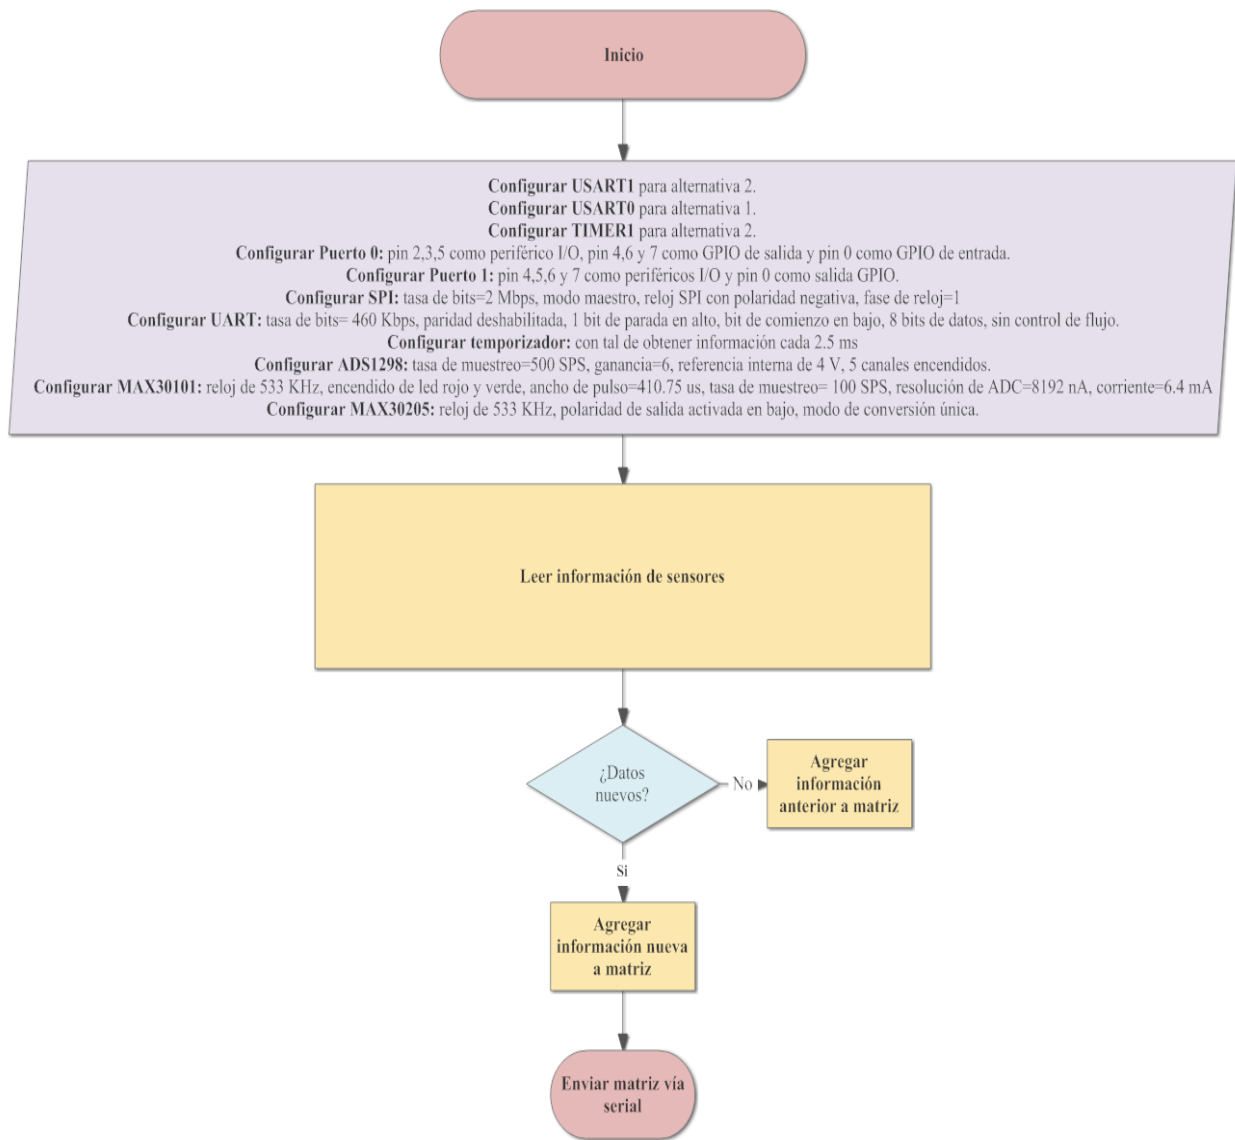 Inicio
Configurar USART1 para alternativa 2.
Configurar USART0 para alternativa 1.
Configurar TIMER1 para alternativa 2.
Configurar Puerto 0: pin 2,3,5 como periférico I/O, pin 4,6 y 7 como GPIO de salida y pin 0 como GPIO de entrada.
Configurar Puerto 1: pin 4,5,6 y 7 como periféricos I/O y pin 0 como salida GPIO.
Configurar SPI: tasa de bits=2 Mbps, modo maestro, reloj SPI con polaridad negativa, fase de reloj=1
Configurar UART: tasa de bits= 460 Kbps, paridad deshabilitada, 1 bit de parada en alto, bit de comienzo en bajo, 8 bits de datos, sin control de flujo.
Configurar temporizador: con tal de obtener información cada 2.5 ms
Configurar ADS1298: tasa de muestreo=500 SPS, ganancia=6, referencia interna de 4 V, 5 canales encendidos.
Configurar MAX30101: reloj de 533 KHz, encendido de led rojo y verde, ancho de pulso=410.75 us, tasa de muestreo= 100 SPS, resolución de ADC=8192 nA, corriente=6.4 mA
Configurar MAX30205: reloj de 533 KHz, polaridad de salida activada en bajo, modo de conversión única.
Leer información de sensores
¿Datos
nuevos?
No
Agregar
información
anterior a matriz
Si
Agregar
información nueva
a matriz
Enviar matriz vía
serial